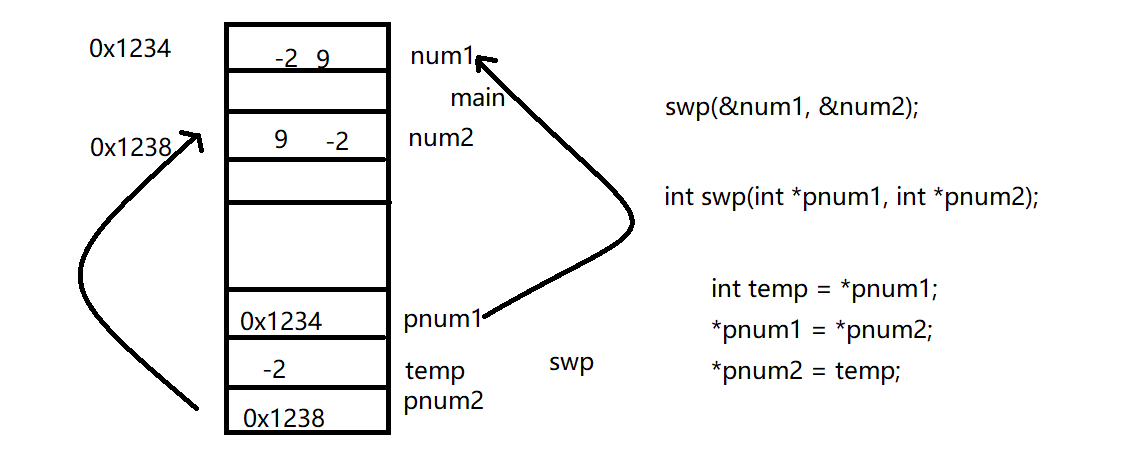 0x1234
-2 9
num1
main
swp(&num1, &num2);
0x1238
9 -2
num2
int swp(int *pnum1, int *pnum2);
int temp = *pnum1;
0x1234
pnum1
*pnum1 = *pnum2;
-2
temp
swp
*pnum2 = temp;
pnum2
0x1238